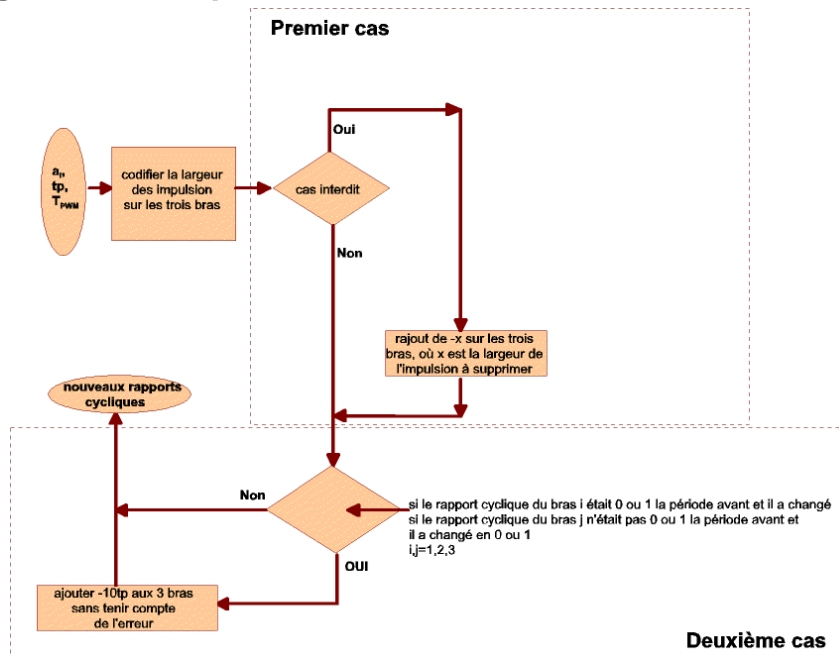 Premier cas
Oui
a_i,
tp,
T_PWM
codifier la largeur
des impulsion
sur les trois bras
cas interdit
Non
rajout de -x sur les trois
bras, où x est la largeur de
l'impulsion à supprimer
nouveaux rapports
cycliques
Non
si le rapport cyclique du bras i était 0 ou 1 la période avant et il a changé
si le rapport cyclique du bras j n'était pas 0 ou 1 la période avant et
il a changé en 0 ou 1
i,j=1,2,3
OUI
ajouter -10tp aux 3 bras
sans tenir compte
de l'erreur
Deuxième cas